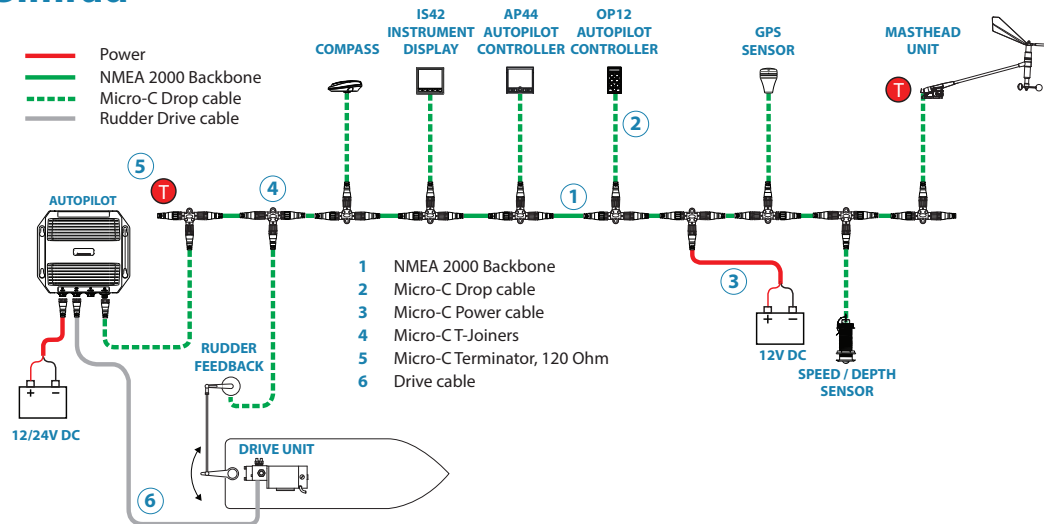 Power
NMEA 2000 Backbone
Micro-C Drop cable
Rudder Drive cable
COMPASS
IS42
INSTRUMENT
DISPLAY
AP44
AUTOPILOT
CONTROLLER
OP12
AUTOPILOT
CONTROLLER
GPS
SENSOR
MASTHEAD
UNIT
T
2
5
T
4
1
AUTOPILOT
1 NMEA 2000 Backbone
2 Micro-C Drop cable
3 Micro-C Power cable
4 Micro-C T-Joiners
5 Micro-C Terminator, 120 Ohm
6 Drive cable
3
+ −
12V DC
SPEED / DEPTH
SENSOR
RUDDER
FEEDBACK
+ −
12/24V DC
DRIVE UNIT
6